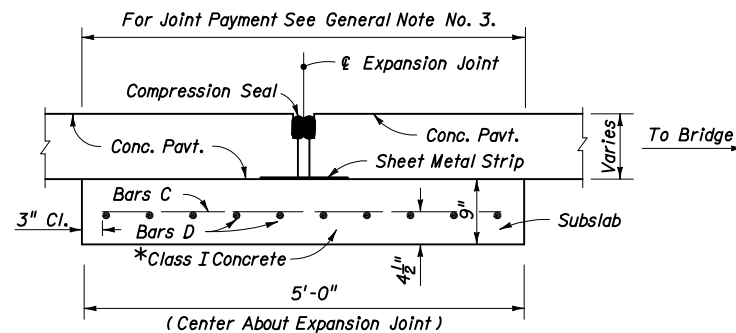 For Joint Payment See General Note No. 3.
℄ Expansion Joint
Compression Seal
Conc. Pavt.
Conc. Pavt.
Varies
To Bridge
Sheet Metal Strip
Bars C
3" Cl.
Bars D
9"
Subslab
*Class I Concrete
4½"
5'-0"
(Center About Expansion Joint)